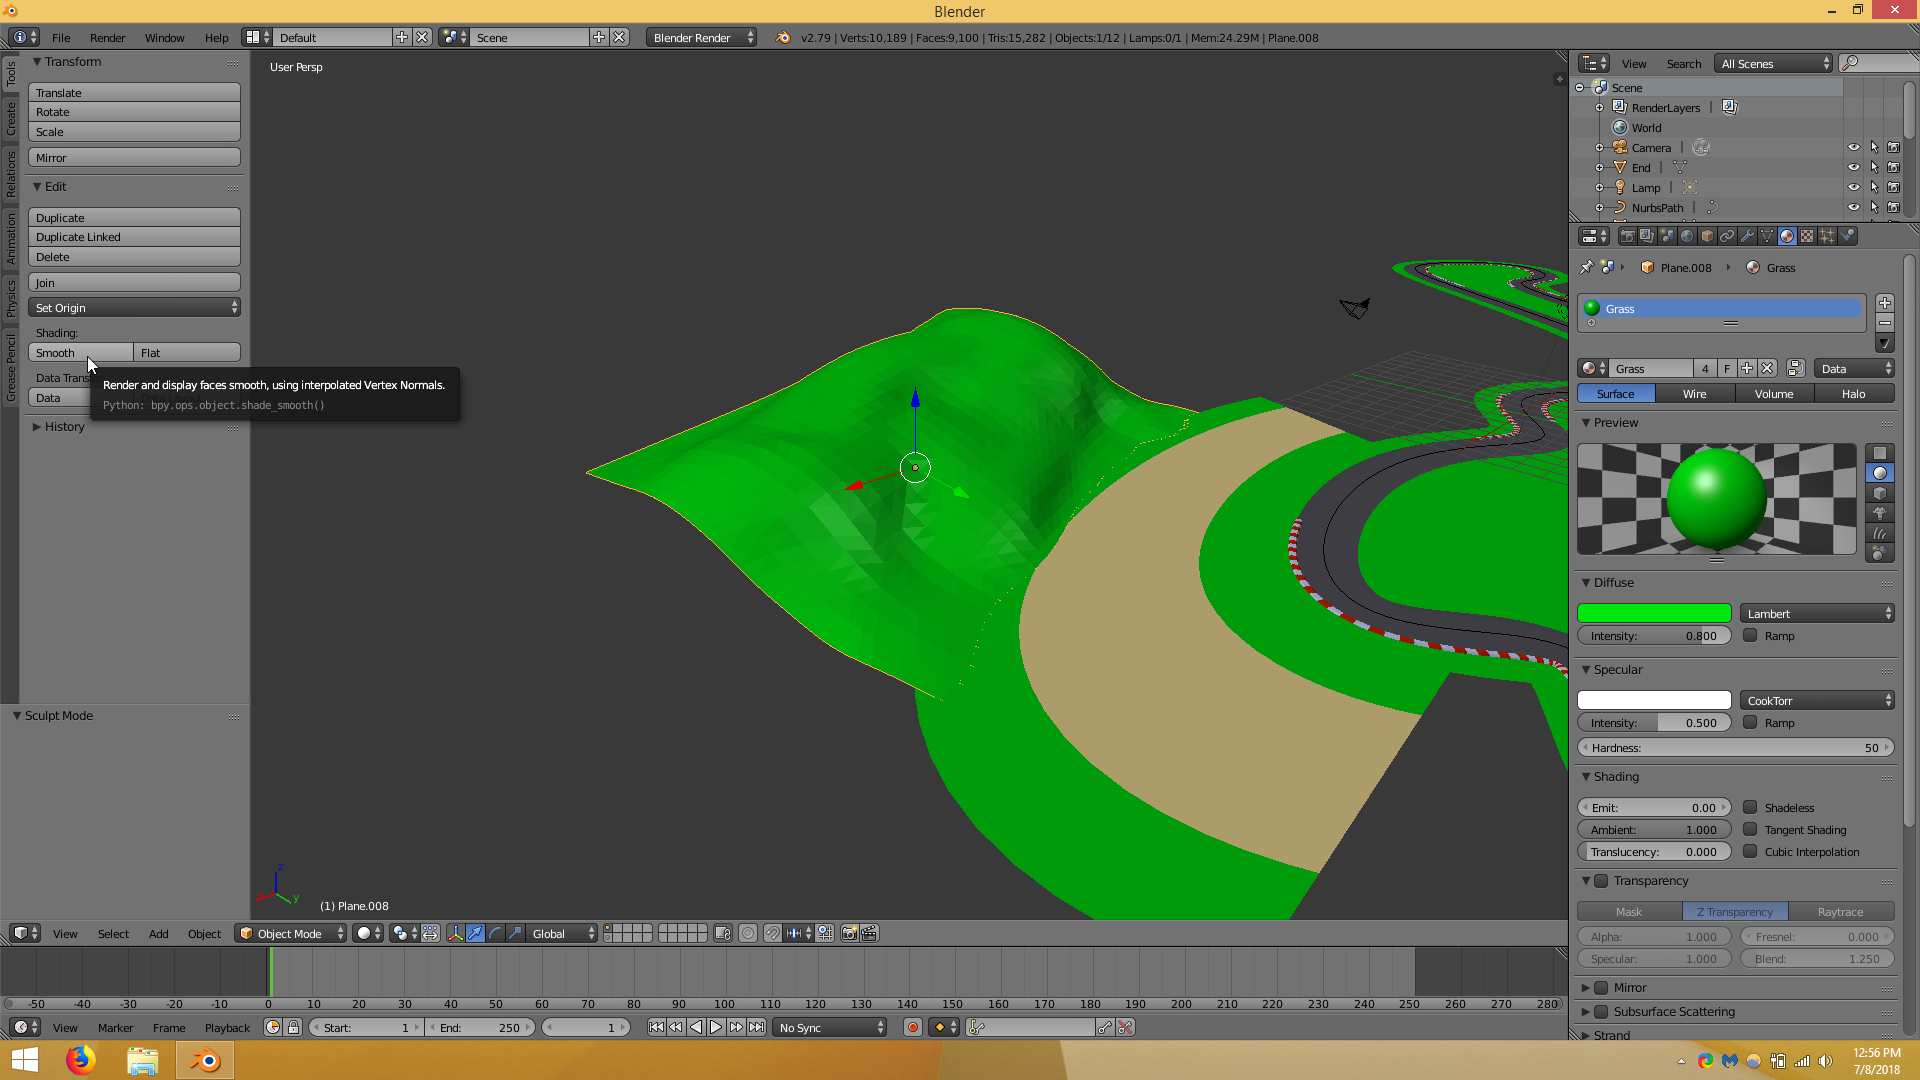 Blender
File Render Window Help Default Scene Blender Render v2.79 | Verts:10,189 | Faces:9,100 | Tris:15,282 | Objects:1/12 | Lamps:0/1 | Mem:24.29M | Plane.008
Tools
Create
Relations
Animation
Physics
Grease Pencil
Transform
Translate
Rotate
Scale
Mirror
Edit
Duplicate
Duplicate Linked
Delete
Join
Set Origin
Shading:
Smooth Flat
Data Trans
Data
Render and display faces smooth, using interpolated Vertex Normals.
Python: bpy.ops.object.shade_smooth()
History
Sculpt Mode
User Persp
z
x
y
(1) Plane.008
View Select Add Object Object Mode Global
-50 -40 -30 -20 -10 0 10 20 30 40 50 60 70 80 90 100 110 120 130 140 150 160 170 180 190 200 210 220 230 240 250 260 270 280
View Marker Frame Playback Start: 1 End: 250 1 No Sync
View Search All Scenes
Scene
RenderLayers |
World
Camera |
End |
Lamp |
NurbsPath |
Plane.008 Grass
Grass
Grass 4 F Data
Surface Wire Volume Halo
Preview
Diffuse
Lambert
Intensity: 0.800 Ramp
Specular
CookTorr
Intensity: 0.500 Ramp
Hardness: 50
Shading
Emit: 0.00 Shadeless
Ambient: 1.000 Tangent Shading
Translucency: 0.000 Cubic Interpolation
Transparency
Mask Z Transparency Raytrace
Alpha: 1.000 Fresnel: 0.000
Specular: 1.000 Blend: 1.250
Mirror
Subsurface Scattering
Strand
12:56 PM
7/8/2018